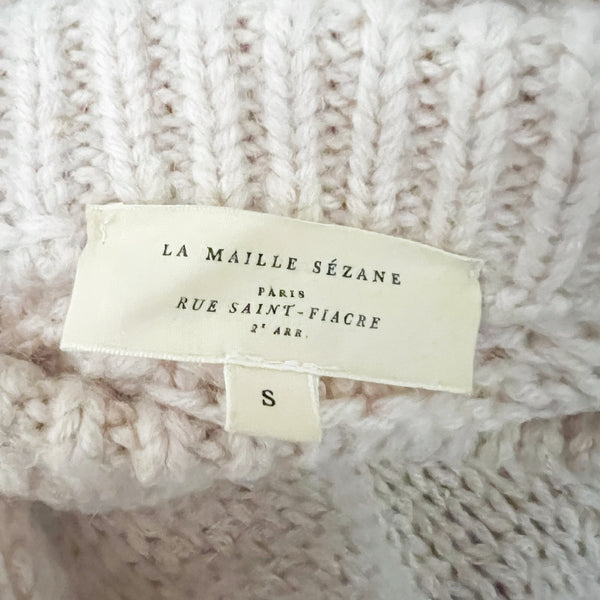 LA MAILLE SÉZANE
PARIS
RUE SAINT-FIACRE
2ᴱ ARR.
S